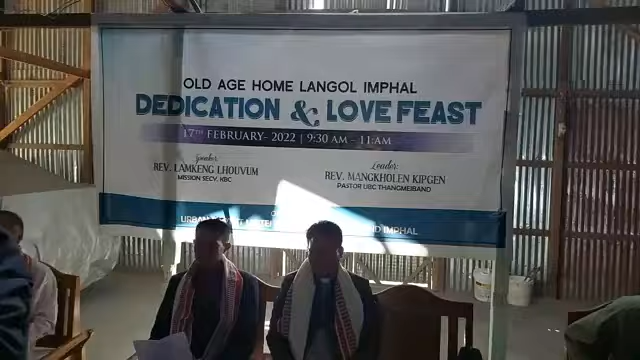 OLD AGE HOME LANGOL IMPHAL
DEDICATION & LOVE FEAST
17TH FEBRUARY- 2022 | 9:30 AM - 11:AM
Speaker:
REV. LAMKENG LHOUVUM
MISSION SECY, KBC
Leader:
REV. MANGKHOLEN KIPGEN
PASTOR UBC THANGMEIBAND
URBAN IMPHAL